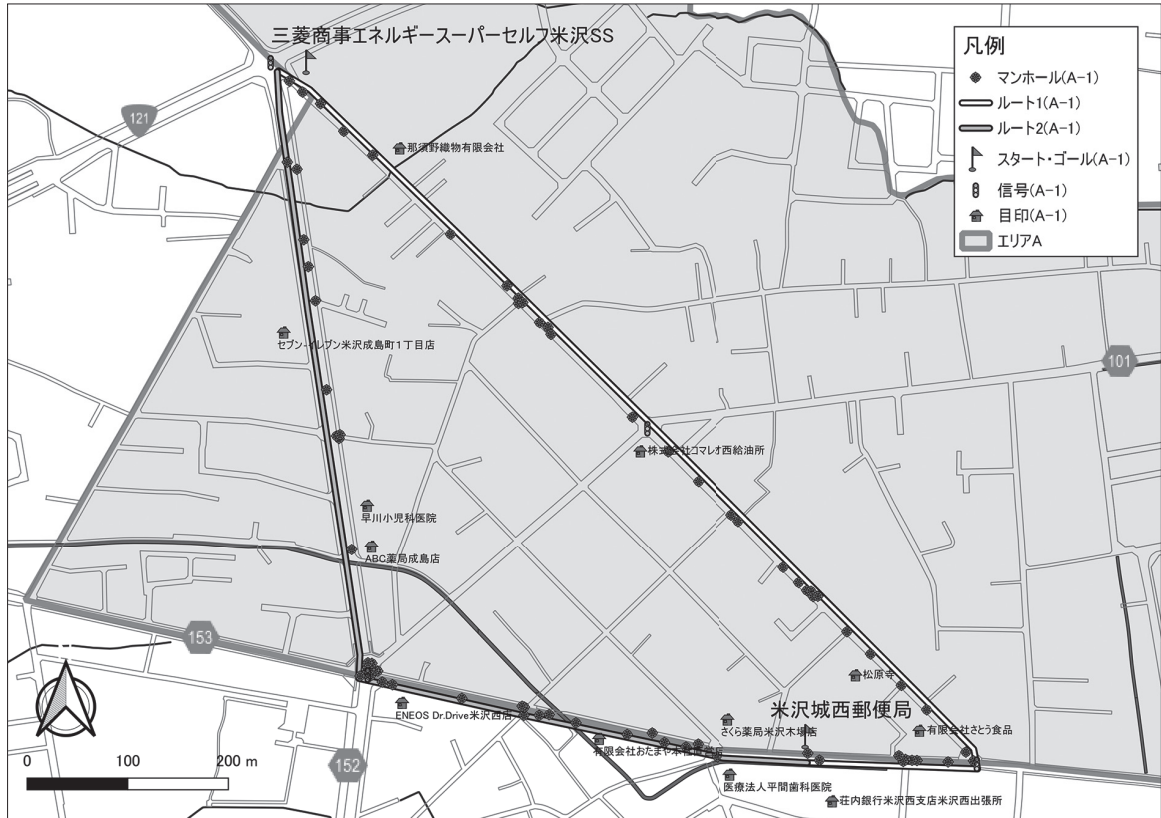 三菱商事エネルギースーパーセルフ米沢SS
凡例
マンホール(A-1)
ルート1(A-1)
ルート2(A-1)
スタート・ゴール(A-1)
信号(A-1)
目印(A-1)
エリアA
121
那須野織物有限会社
セブン-イレブン米沢成島町1丁目店
101
株式会社コマレオ西給油所
早川小児科医院
ABC薬局成島店
153
松原寺
ENEOS Dr.Drive米沢西店
米沢城西郵便局
さくら薬局米沢木場店
有限会社さとう食品
152
医療法人平間歯科医院
荘内銀行米沢西支店米沢西出張所
0 100 200 m